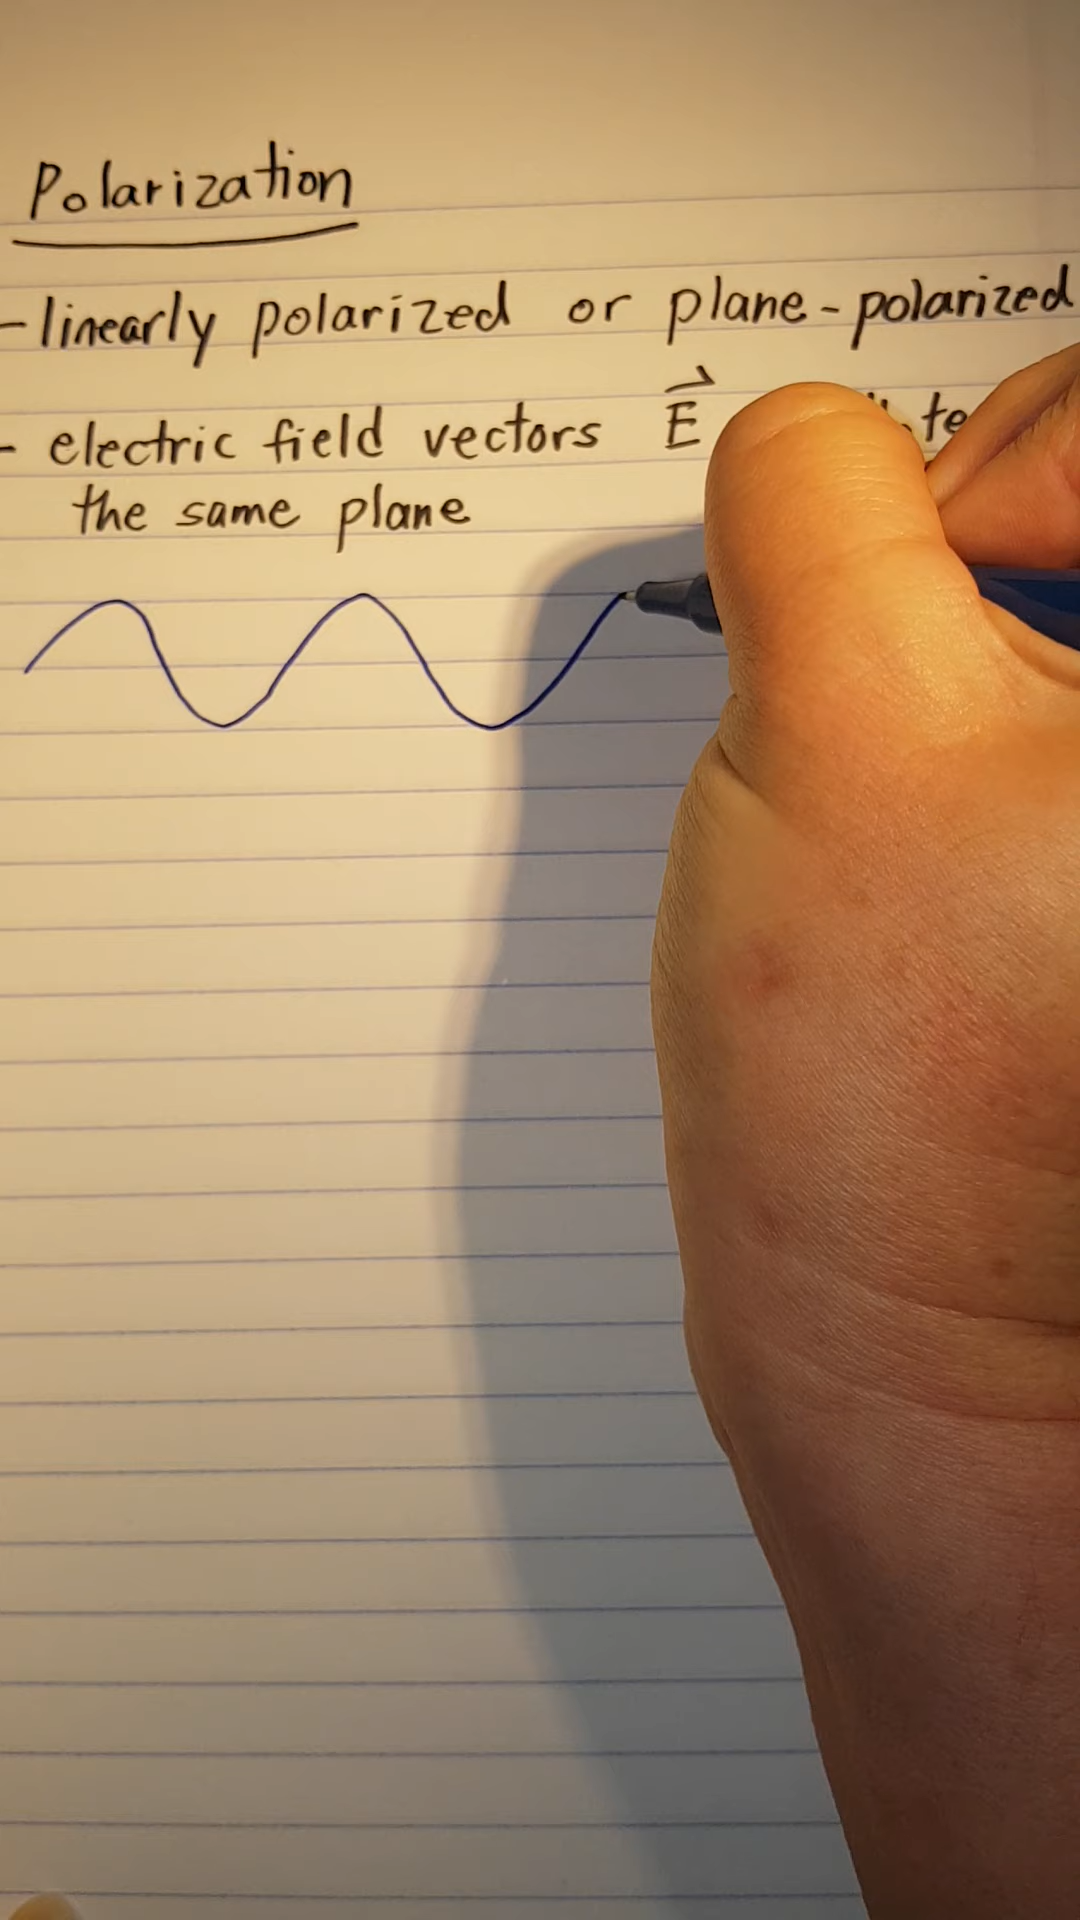 Polarization
- linearly polarized or plane-polarized
- electric field vectors E⃗
the same plane